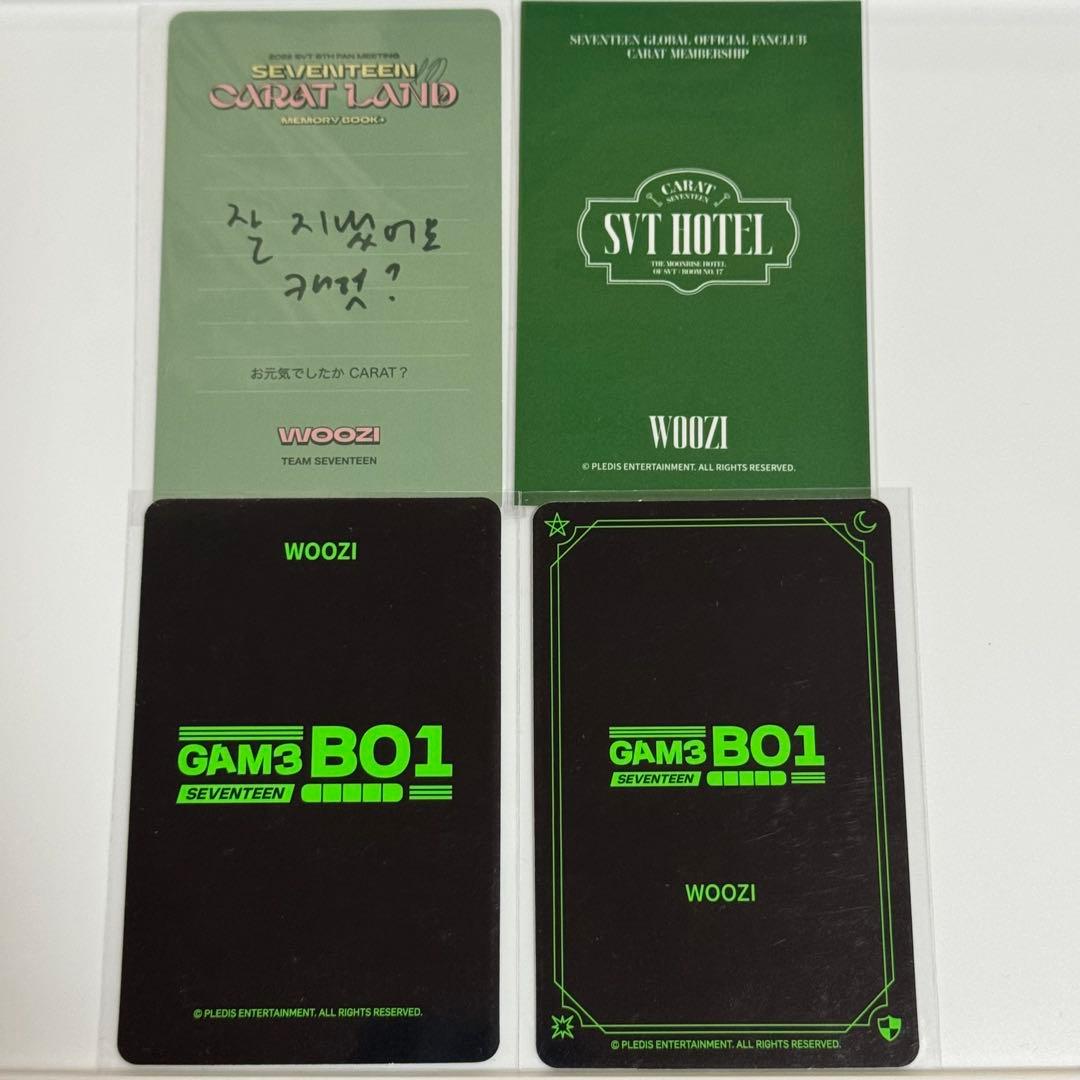 2022 SVT 6TH FAN MEETING
SEVENTEEN
CARAT LAND
MEMORY BOOK+
잘 지냈어요
캐럿?
お元気でしたか CARAT？
WOOZI
TEAM SEVENTEEN
SEVENTEEN GLOBAL OFFICIAL FANCLUB
CARAT MEMBERSHIP
CARAT
SEVENTEEN
SVT HOTEL
THE MOONRISE HOTEL
OF SVT : ROOM NO. 17
WOOZI
© PLEDIS ENTERTAINMENT. ALL RIGHTS RESERVED.
WOOZI
GAM3 BO1
SEVENTEEN
© PLEDIS ENTERTAINMENT. ALL RIGHTS RESERVED.
GAM3 BO1
SEVENTEEN
WOOZI
© PLEDIS ENTERTAINMENT. ALL RIGHTS RESERVED.